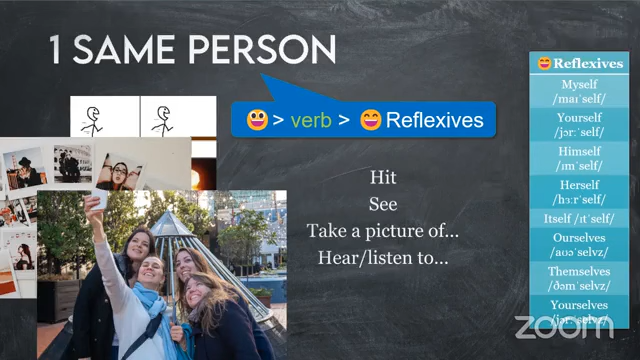 1 SAME PERSON
> verb > Reflexives
Hit
See
Take a picture of...
Hear/listen to...
Reflexives
Myself
/maɪˈself/
Yourself
/jɔːrˈself/
Himself
/ɪmˈself/
Herself
/hɜːrˈself/
Itself /ɪtˈself/
Ourselves
/aʊəˈselvz/
Themselves
/ðəmˈselvz/
Yourselves
/jərˈselvz/
zoom